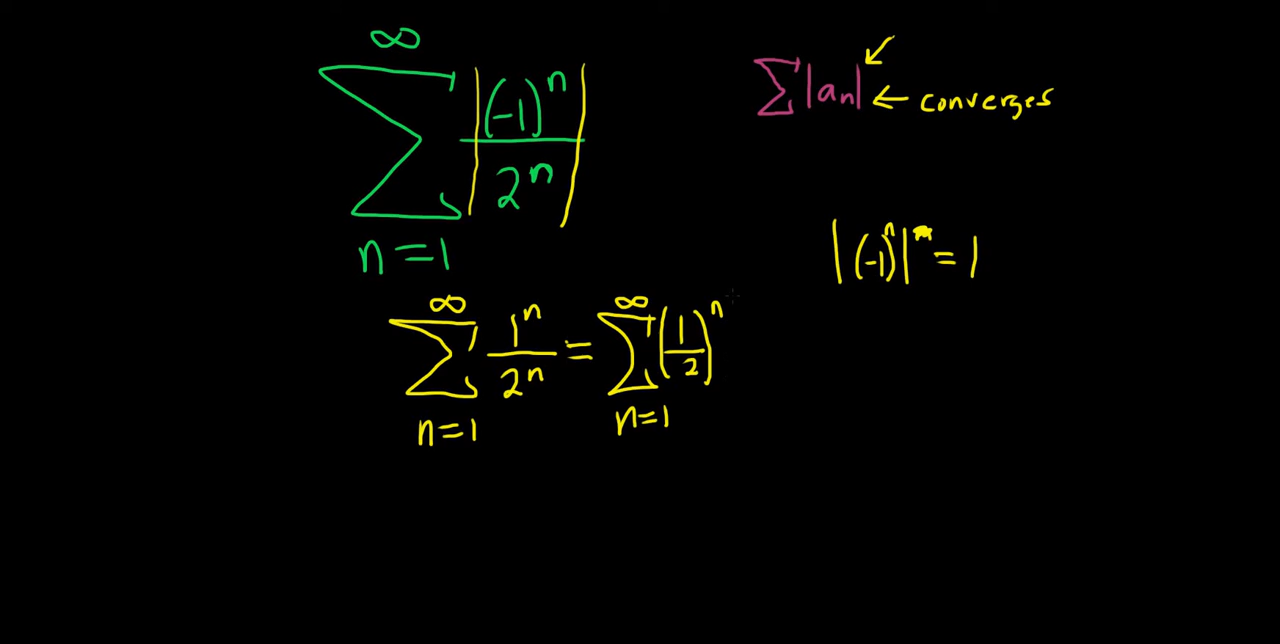 ∞
∑ |(-1)^n / 2^n|
n = 1
∑ |a_n| ← converges
|(-1)^n| = 1
∞ ∞
∑ 1^n / 2^n = ∑ (1/2)^n
n = 1 n = 1